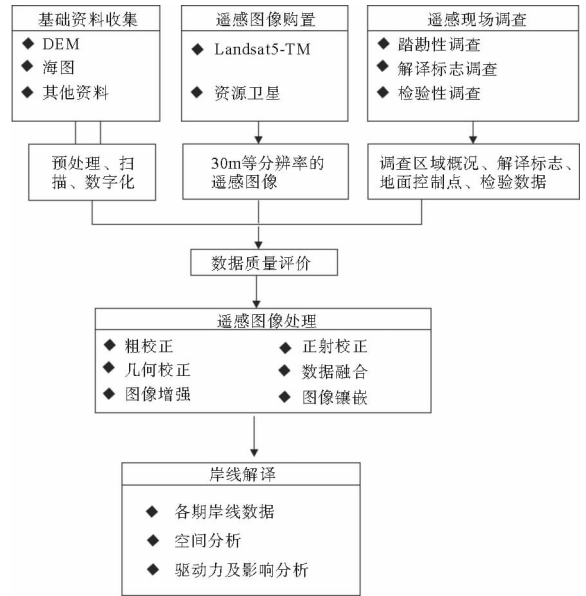 基础资料收集
◆ DEM
◆ 海图
◆ 其他资料
遥感图像购置
◆ Landsat5-TM
◆ 资源卫星
遥感现场调查
◆ 踏勘性调查
◆ 解译标志调查
◆ 检验性调查
预处理、扫
描、数字化
30m等分辨率的
遥感图像
调查区域概况、解译标志、
地面控制点、检验数据
数据质量评价
遥感图像处理
◆ 粗校正
◆ 几何校正
◆ 图像增强
◆ 正射校正
◆ 数据融合
◆ 图像镶嵌
岸线解译
◆ 各期岸线数据
◆ 空间分析
◆ 驱动力及影响分析